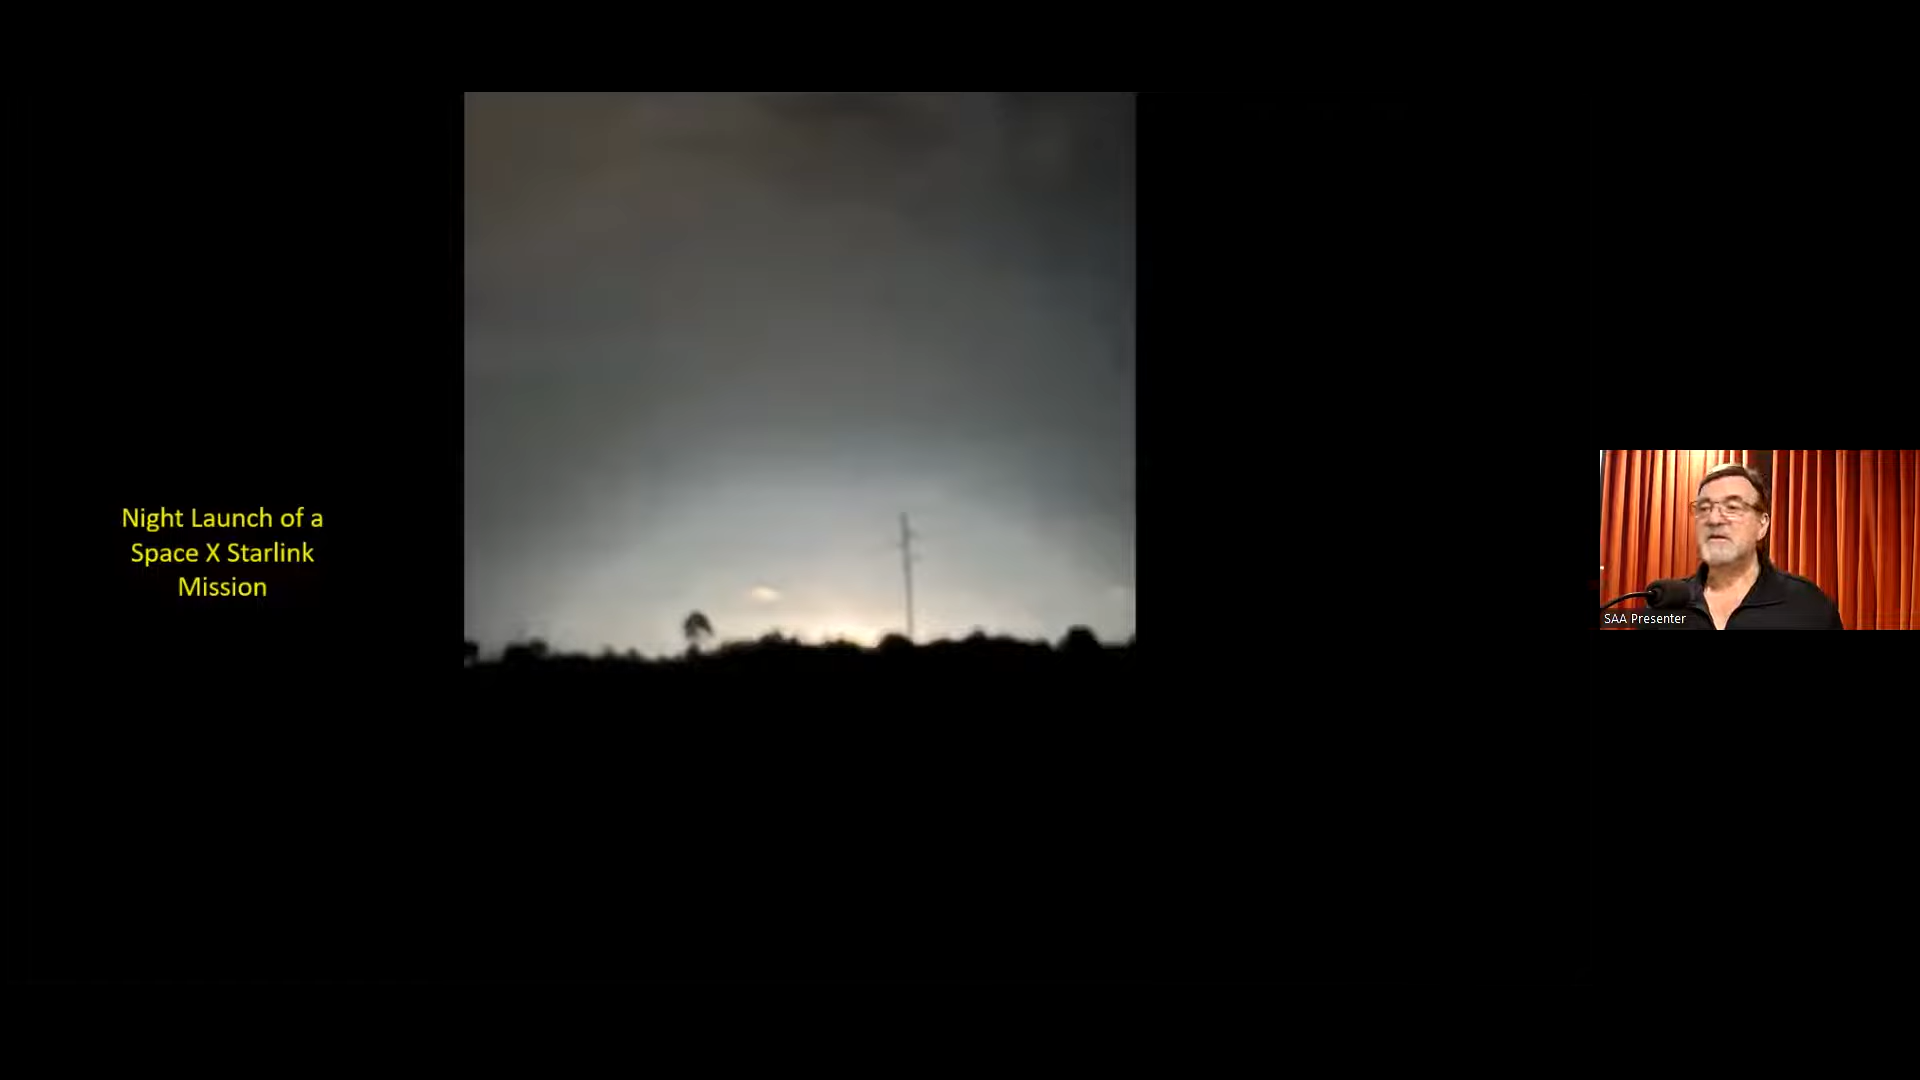 Night Launch of a
Space X Starlink
Mission
SAA Presenter